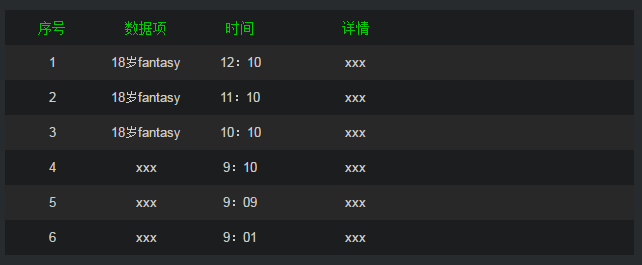 序号 数据项 时间 详情
1 18岁fantasy 12：10 xxx
2 18岁fantasy 11：10 xxx
3 18岁fantasy 10：10 xxx
4 xxx 9：10 xxx
5 xxx 9：09 xxx
6 xxx 9：01 xxx